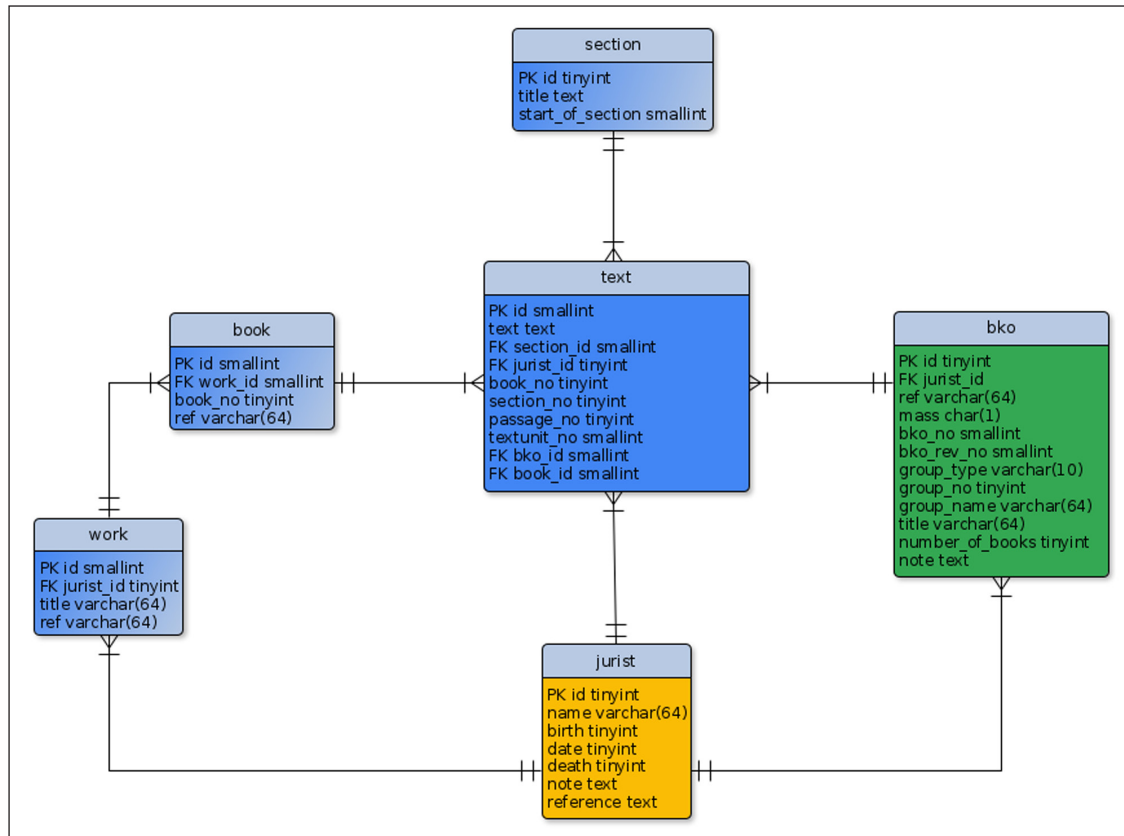 section
PK id tinyint
title text
start_of_section smallint
text
PK id smallint
text text
FK section_id smallint
FK jurist_id tinyint
book_no tinyint
section_no tinyint
passage_no tinyint
textunit_no smallint
FK bko_id smallint
FK book_id smallint
book
PK id smallint
FK work_id smallint
book_no tinyint
ref varchar(64)
bko
PK id tinyint
FK jurist_id
ref varchar(64)
mass char(1)
bko_no smallint
bko_rev_no smallint
group_type varchar(10)
group_no tinyint
group_name varchar(64)
title varchar(64)
number_of_books tinyint
note text
work
PK id smallint
FK jurist_id tinyint
title varchar(64)
ref varchar(64)
jurist
PK id tinyint
name varchar(64)
birth tinyint
date tinyint
death tinyint
note text
reference text